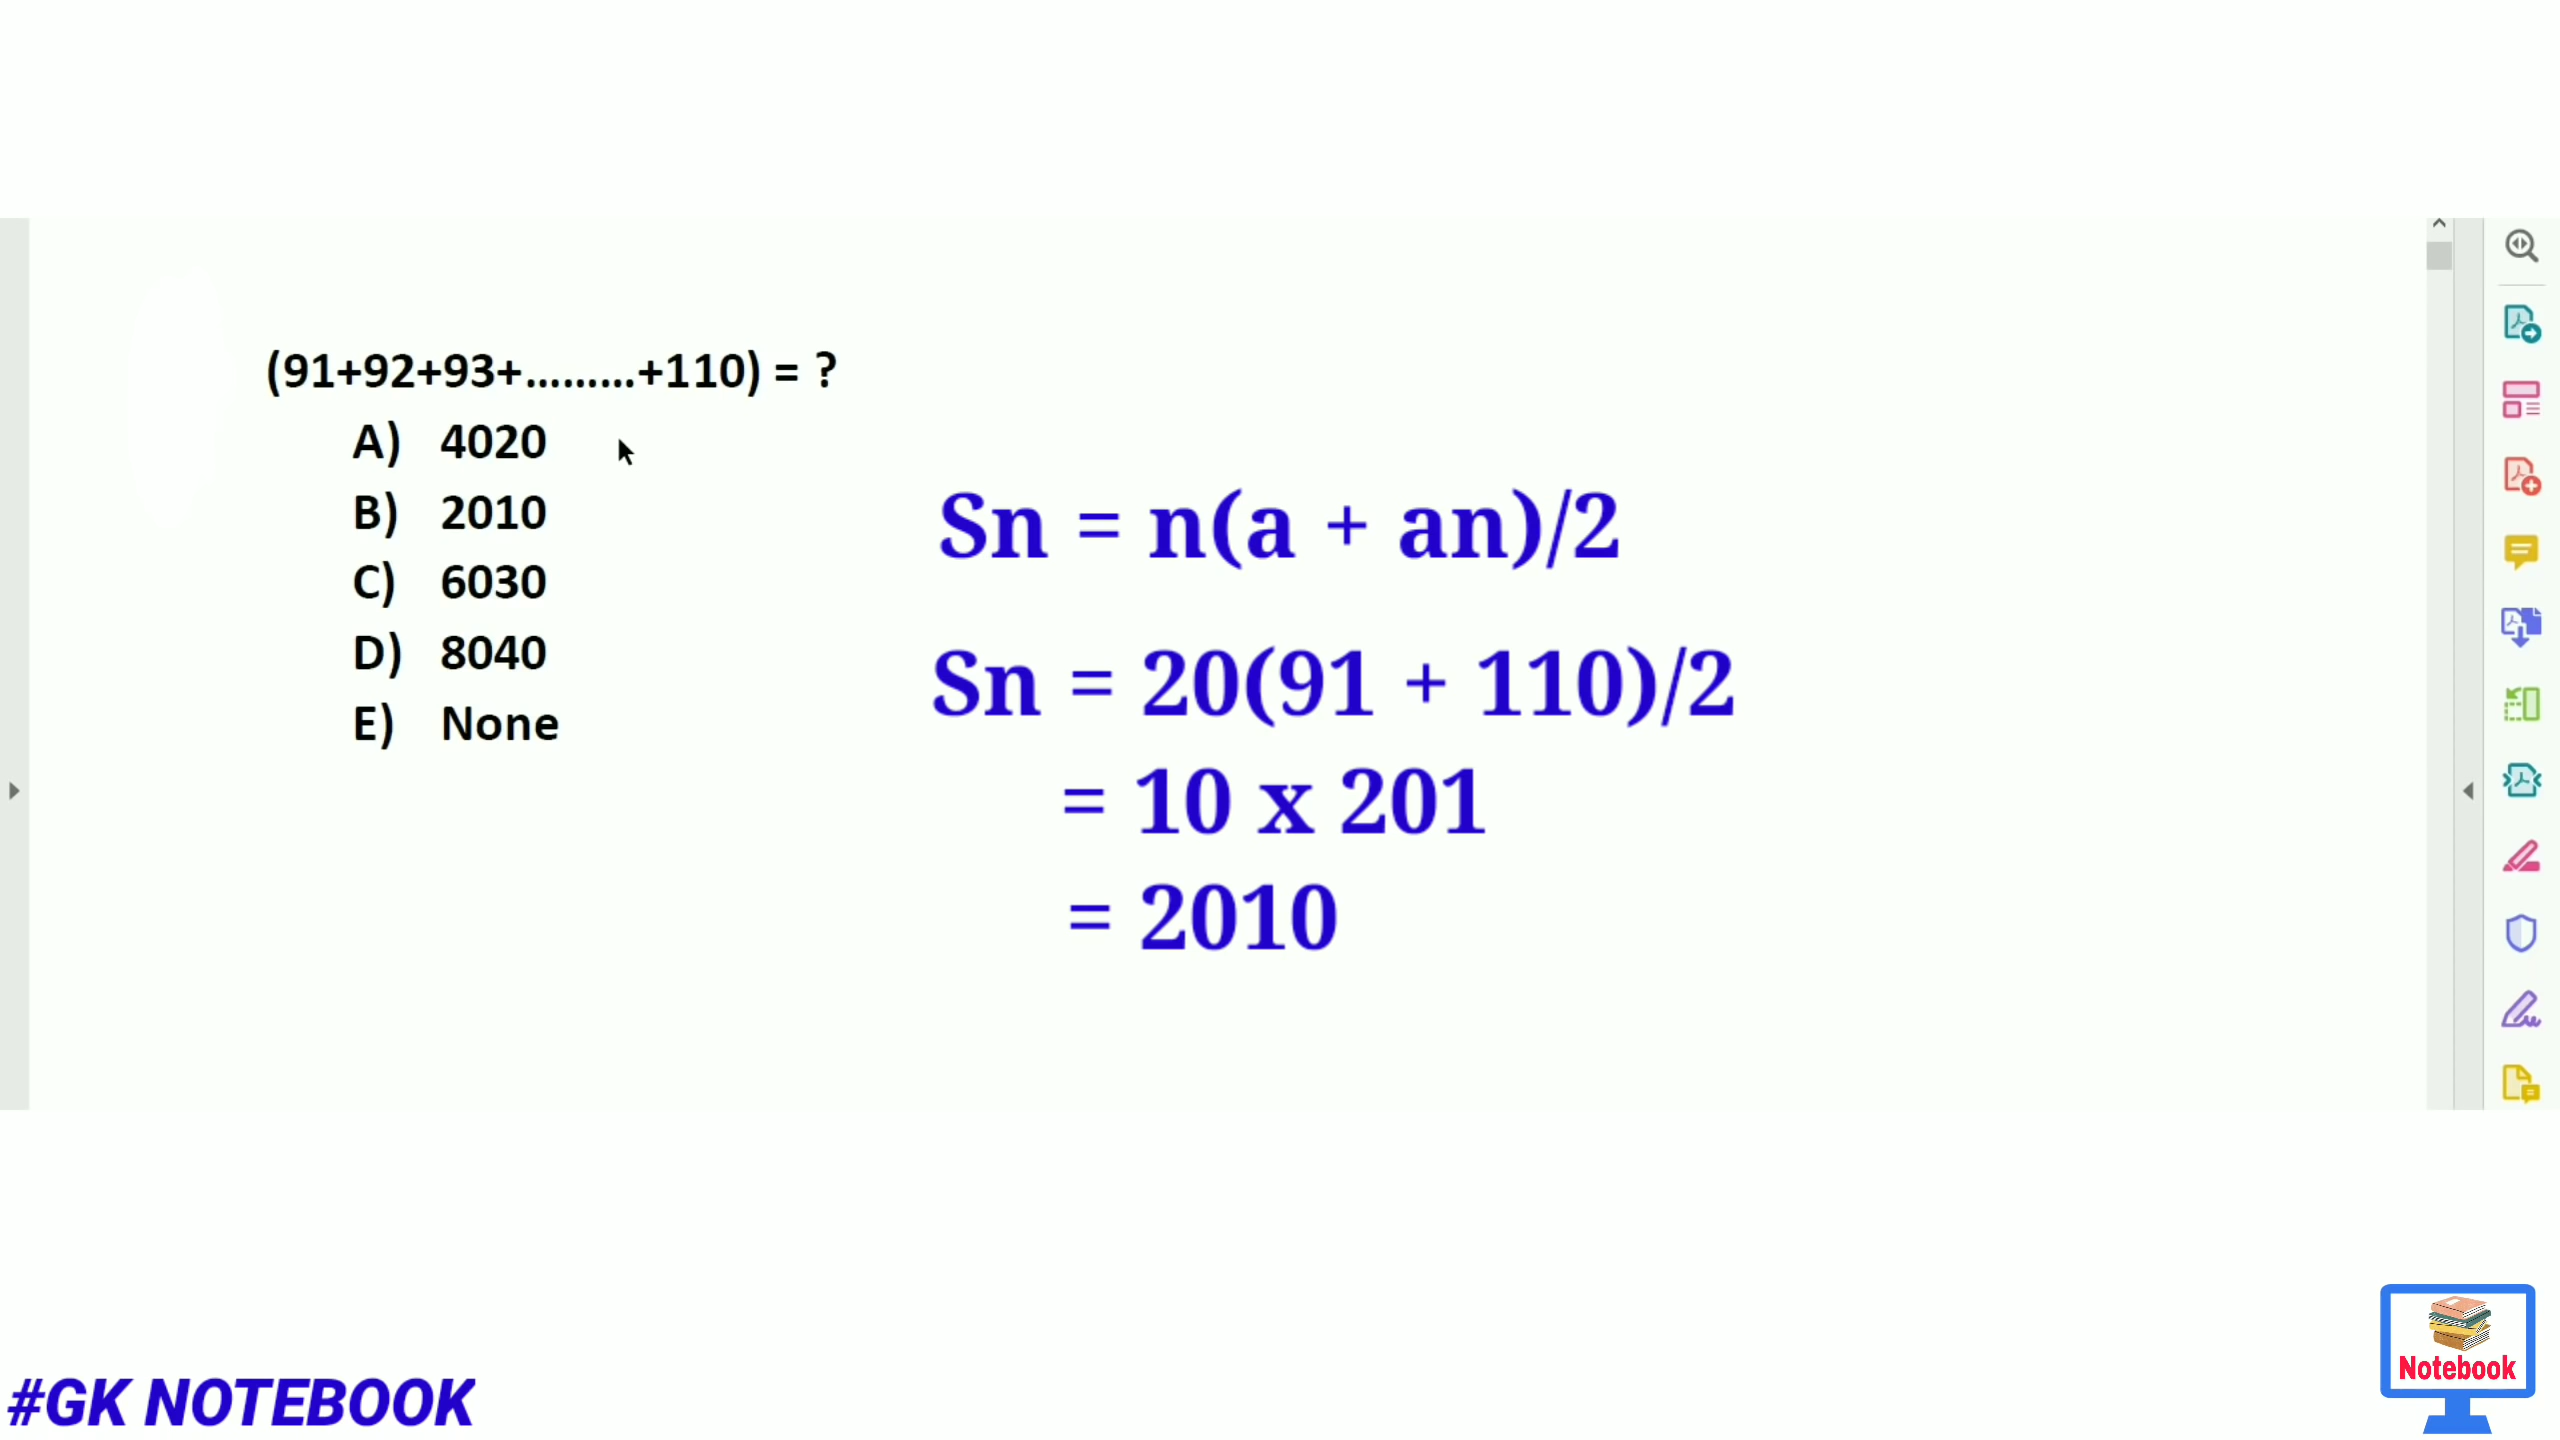 (91+92+93+.........+110) = ?
A) 4020
B) 2010
C) 6030
D) 8040
E) None
Sn = n(a + an)/2
Sn = 20(91 + 110)/2
= 10 x 201
= 2010
#GK NOTEBOOK
Notebook